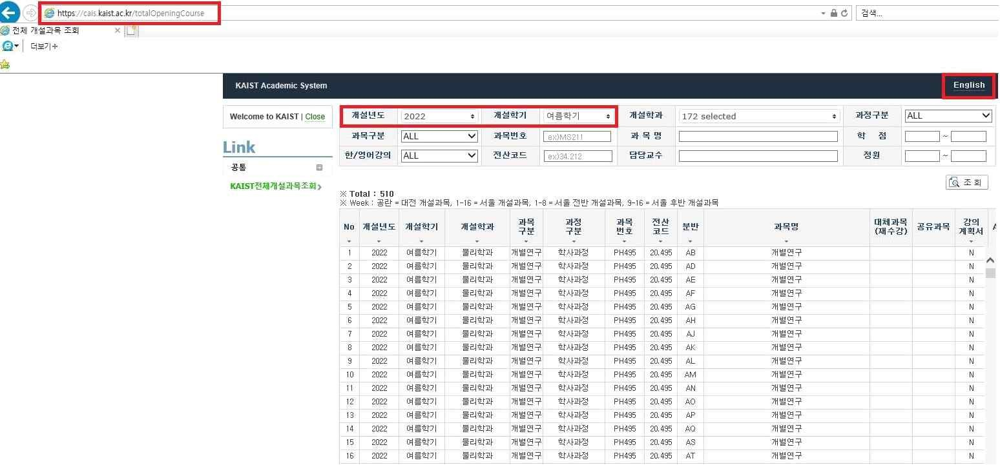 https://cais.kaist.ac.kr/totalOpeningCourse 검색...
전체 개설과목 조회
더보기+
KAIST Academic System English
Welcome to KAIST | Close
Link
공통
KAIST전체개설과목조회
개설년도 2022 개설학기 여름학기 개설학과 172 selected 과정구분 ALL
과목구분 ALL 과목번호 ex)MS211 과 목 명 학 점 ~
한/영어강의 ALL 전산코드 ex)34.212 담당교수 정원 ~
조 회
※ Total : 510
※ Week : 공란 = 대전 개설과목, 1-16 = 서울 개설과목, 1-8 = 서울 전반 개설과목, 9-16 = 서울 후반 개설과목
No 개설년도 개설학기 개설학과 과목구분 과정구분 과목번호 전산코드 분반 과목명 대체과목(재수강) 공유과목 강의계획서
1 2022 여름학기 물리학과 개별연구 학사과정 PH495 20.495 AB 개별연구 N
2 2022 여름학기 물리학과 개별연구 학사과정 PH495 20.495 AD 개별연구 N
3 2022 여름학기 물리학과 개별연구 학사과정 PH495 20.495 AE 개별연구 N
4 2022 여름학기 물리학과 개별연구 학사과정 PH495 20.495 AF 개별연구 N
5 2022 여름학기 물리학과 개별연구 학사과정 PH495 20.495 AG 개별연구 N
6 2022 여름학기 물리학과 개별연구 학사과정 PH495 20.495 AH 개별연구 N
7 2022 여름학기 물리학과 개별연구 학사과정 PH495 20.495 AJ 개별연구 N
8 2022 여름학기 물리학과 개별연구 학사과정 PH495 20.495 AK 개별연구 N
9 2022 여름학기 물리학과 개별연구 학사과정 PH495 20.495 AL 개별연구 N
10 2022 여름학기 물리학과 개별연구 학사과정 PH495 20.495 AM 개별연구 N
11 2022 여름학기 물리학과 개별연구 학사과정 PH495 20.495 AN 개별연구 N
12 2022 여름학기 물리학과 개별연구 학사과정 PH495 20.495 AO 개별연구 N
13 2022 여름학기 물리학과 개별연구 학사과정 PH495 20.495 AP 개별연구 N
14 2022 여름학기 물리학과 개별연구 학사과정 PH495 20.495 AQ 개별연구 N
15 2022 여름학기 물리학과 개별연구 학사과정 PH495 20.495 AS 개별연구 N
16 2022 여름학기 물리학과 개별연구 학사과정 PH495 20.495 AT 개별연구 N